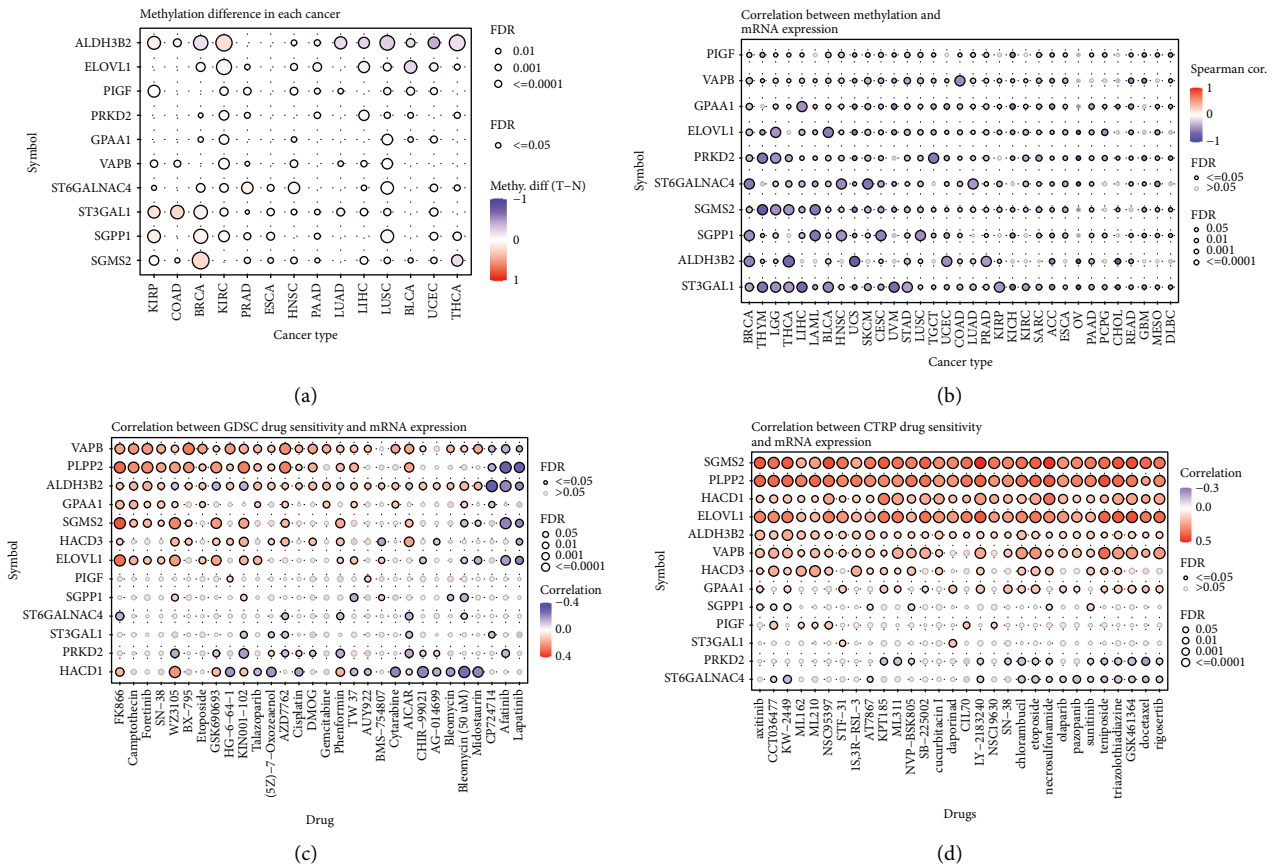 Methylation difference in each cancer
ALDH3B2
ELOVL1
PIGF
PRKD2
GPAA1
VAPB
ST6GALNAC4
ST3GAL1
SGPP1
SGMS2
Symbol
KIRP
COAD
BRCA
KIRC
PRAD
ESCA
HNSC
PAAD
LUAD
LIHC
LUSC
BLCA
UCEC
THCA
Cancer type
FDR
0.01
0.001
<=0.0001
FDR
<=0.05
Methy. diff (T−N)
−1
0
1
(a)
Correlation between methylation and
mRNA expression
PIGF
VAPB
GPAA1
ELOVL1
PRKD2
ST6GALNAC4
SGMS2
SGPP1
ALDH3B2
ST3GAL1
Symbol
BRCA
THYM
LGG
THCA
LIHC
LAML
BLCA
HNSC
UCS
SKCM
CESC
UVM
STAD
LUSC
TGCT
UCEC
COAD
LUAD
PRAD
KIRP
KICH
KIRC
SARC
ACC
ESCA
OV
PAAD
PCPG
CHOL
READ
GBM
MESO
DLBC
Cancer type
Spearman cor.
1
0
−1
FDR
<=0.05
>0.05
FDR
0.05
0.01
0.001
<=0.0001
(b)
Correlation between GDSC drug sensitivity and mRNA expression
VAPB
PLPP2
ALDH3B2
GPAA1
SGMS2
HACD3
ELOVL1
PIGF
SGPP1
ST6GALNAC4
ST3GAL1
PRKD2
HACD1
Symbol
FK866
Camptothecin
Foretinib
SN-38
WZ3105
BX-795
Etoposide
GSK690693
HG-6-64-1
KIN001-102
Talazoparib
(5Z)-7-Oxozeaenol
AZD7762
Cisplatin
DMOG
Gemcitabine
Phenformin
TW 37
AUY922
BMS-754807
Cytarabine
AICAR
CHIR-99021
AG-014699
Bleomycin
Bleomycin (50 uM)
Midostaurin
CP724714
Afatinib
Lapatinib
Drug
FDR
<=0.05
>0.05
FDR
0.05
0.01
0.001
<=0.0001
Correlation
−0.4
0.0
0.4
(c)
Correlation between CTRP drug sensitivity
and mRNA expression
SGMS2
PLPP2
HACD1
ELOVL1
ALDH3B2
VAPB
HACD3
GPAA1
SGPP1
PIGF
ST3GAL1
PRKD2
ST6GALNAC4
Symbol
axitinib
CCT036477
KW-2449
ML162
ML210
NSC95397
STF-31
1S,3R-RSL-3
AT7867
KPT185
MI311
NVP-BSK805
SB-225002
cucurbitacin1
daporinad
CIL70
LY-2183240
NSC19630
SN-38
chlorambucil
etoposide
necrosulfonamide
olaparib
pazopanib
sunitinib
teniposide
triazolothiadiazine
GSK461364
docetaxel
rigosertib
Drugs
Correlation
−0.3
0.0
0.5
FDR
<=0.05
>0.05
FDR
0.05
0.01
0.001
<=0.0001
(d)